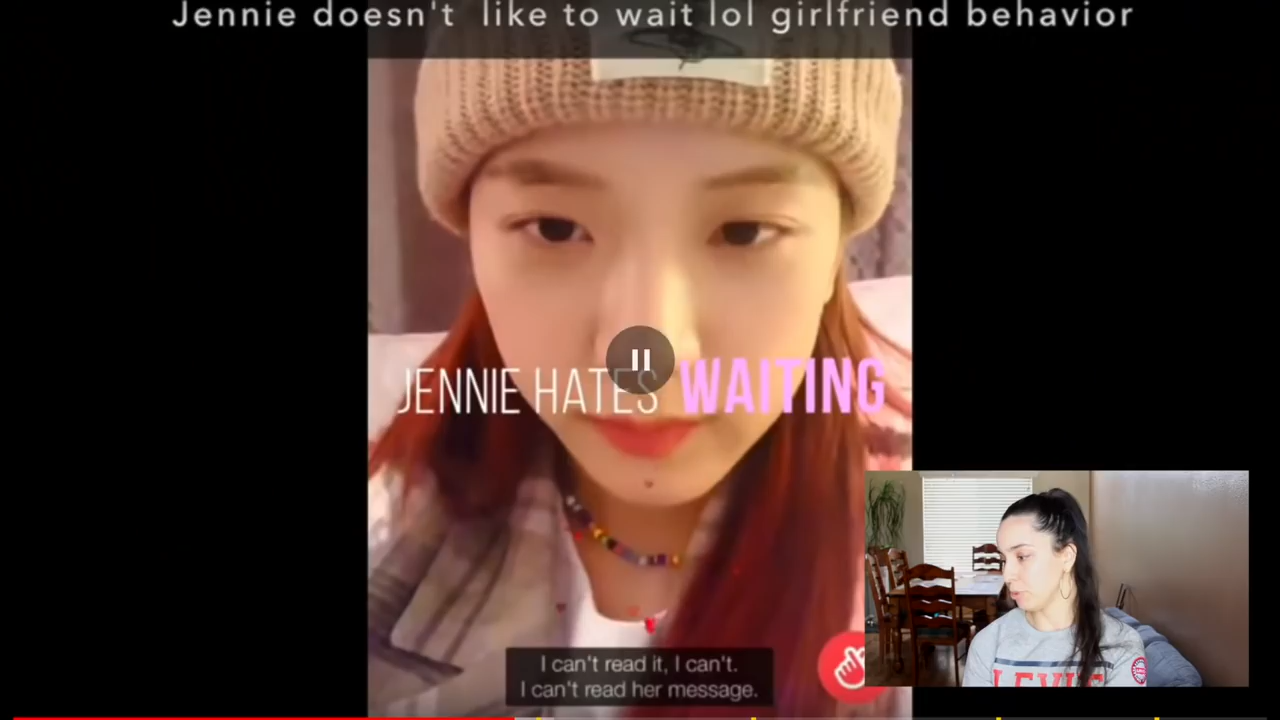 Jennie doesn't like to wait lol girlfriend behavior
JENNIE HATES WAITING
I can't read it, I can't.
I can't read her message.
LEVI'S